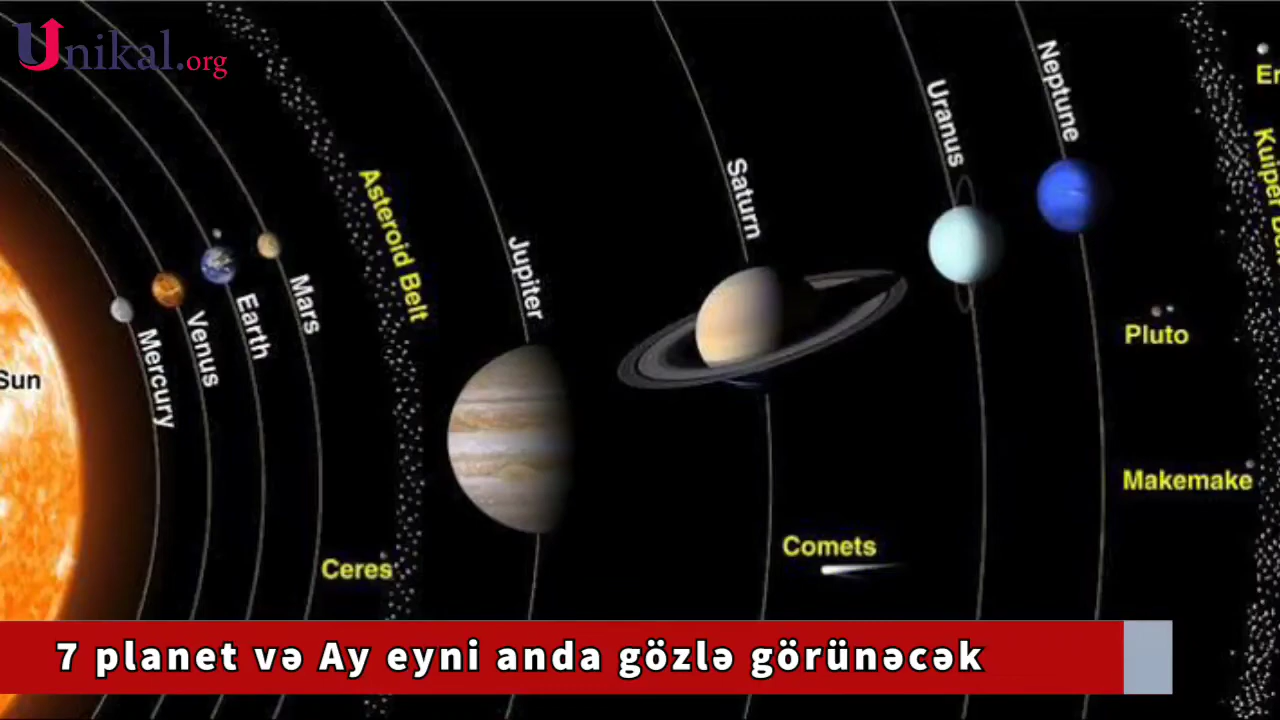 Unikal.org
Sun
Mercury
Venus
Earth
Mars
Asteroid Belt
Ceres
Jupiter
Saturn
Comets
Uranus
Neptune
Pluto
Makemake
Kuiper
7 planet və Ay eyni anda gözlə görünəcək